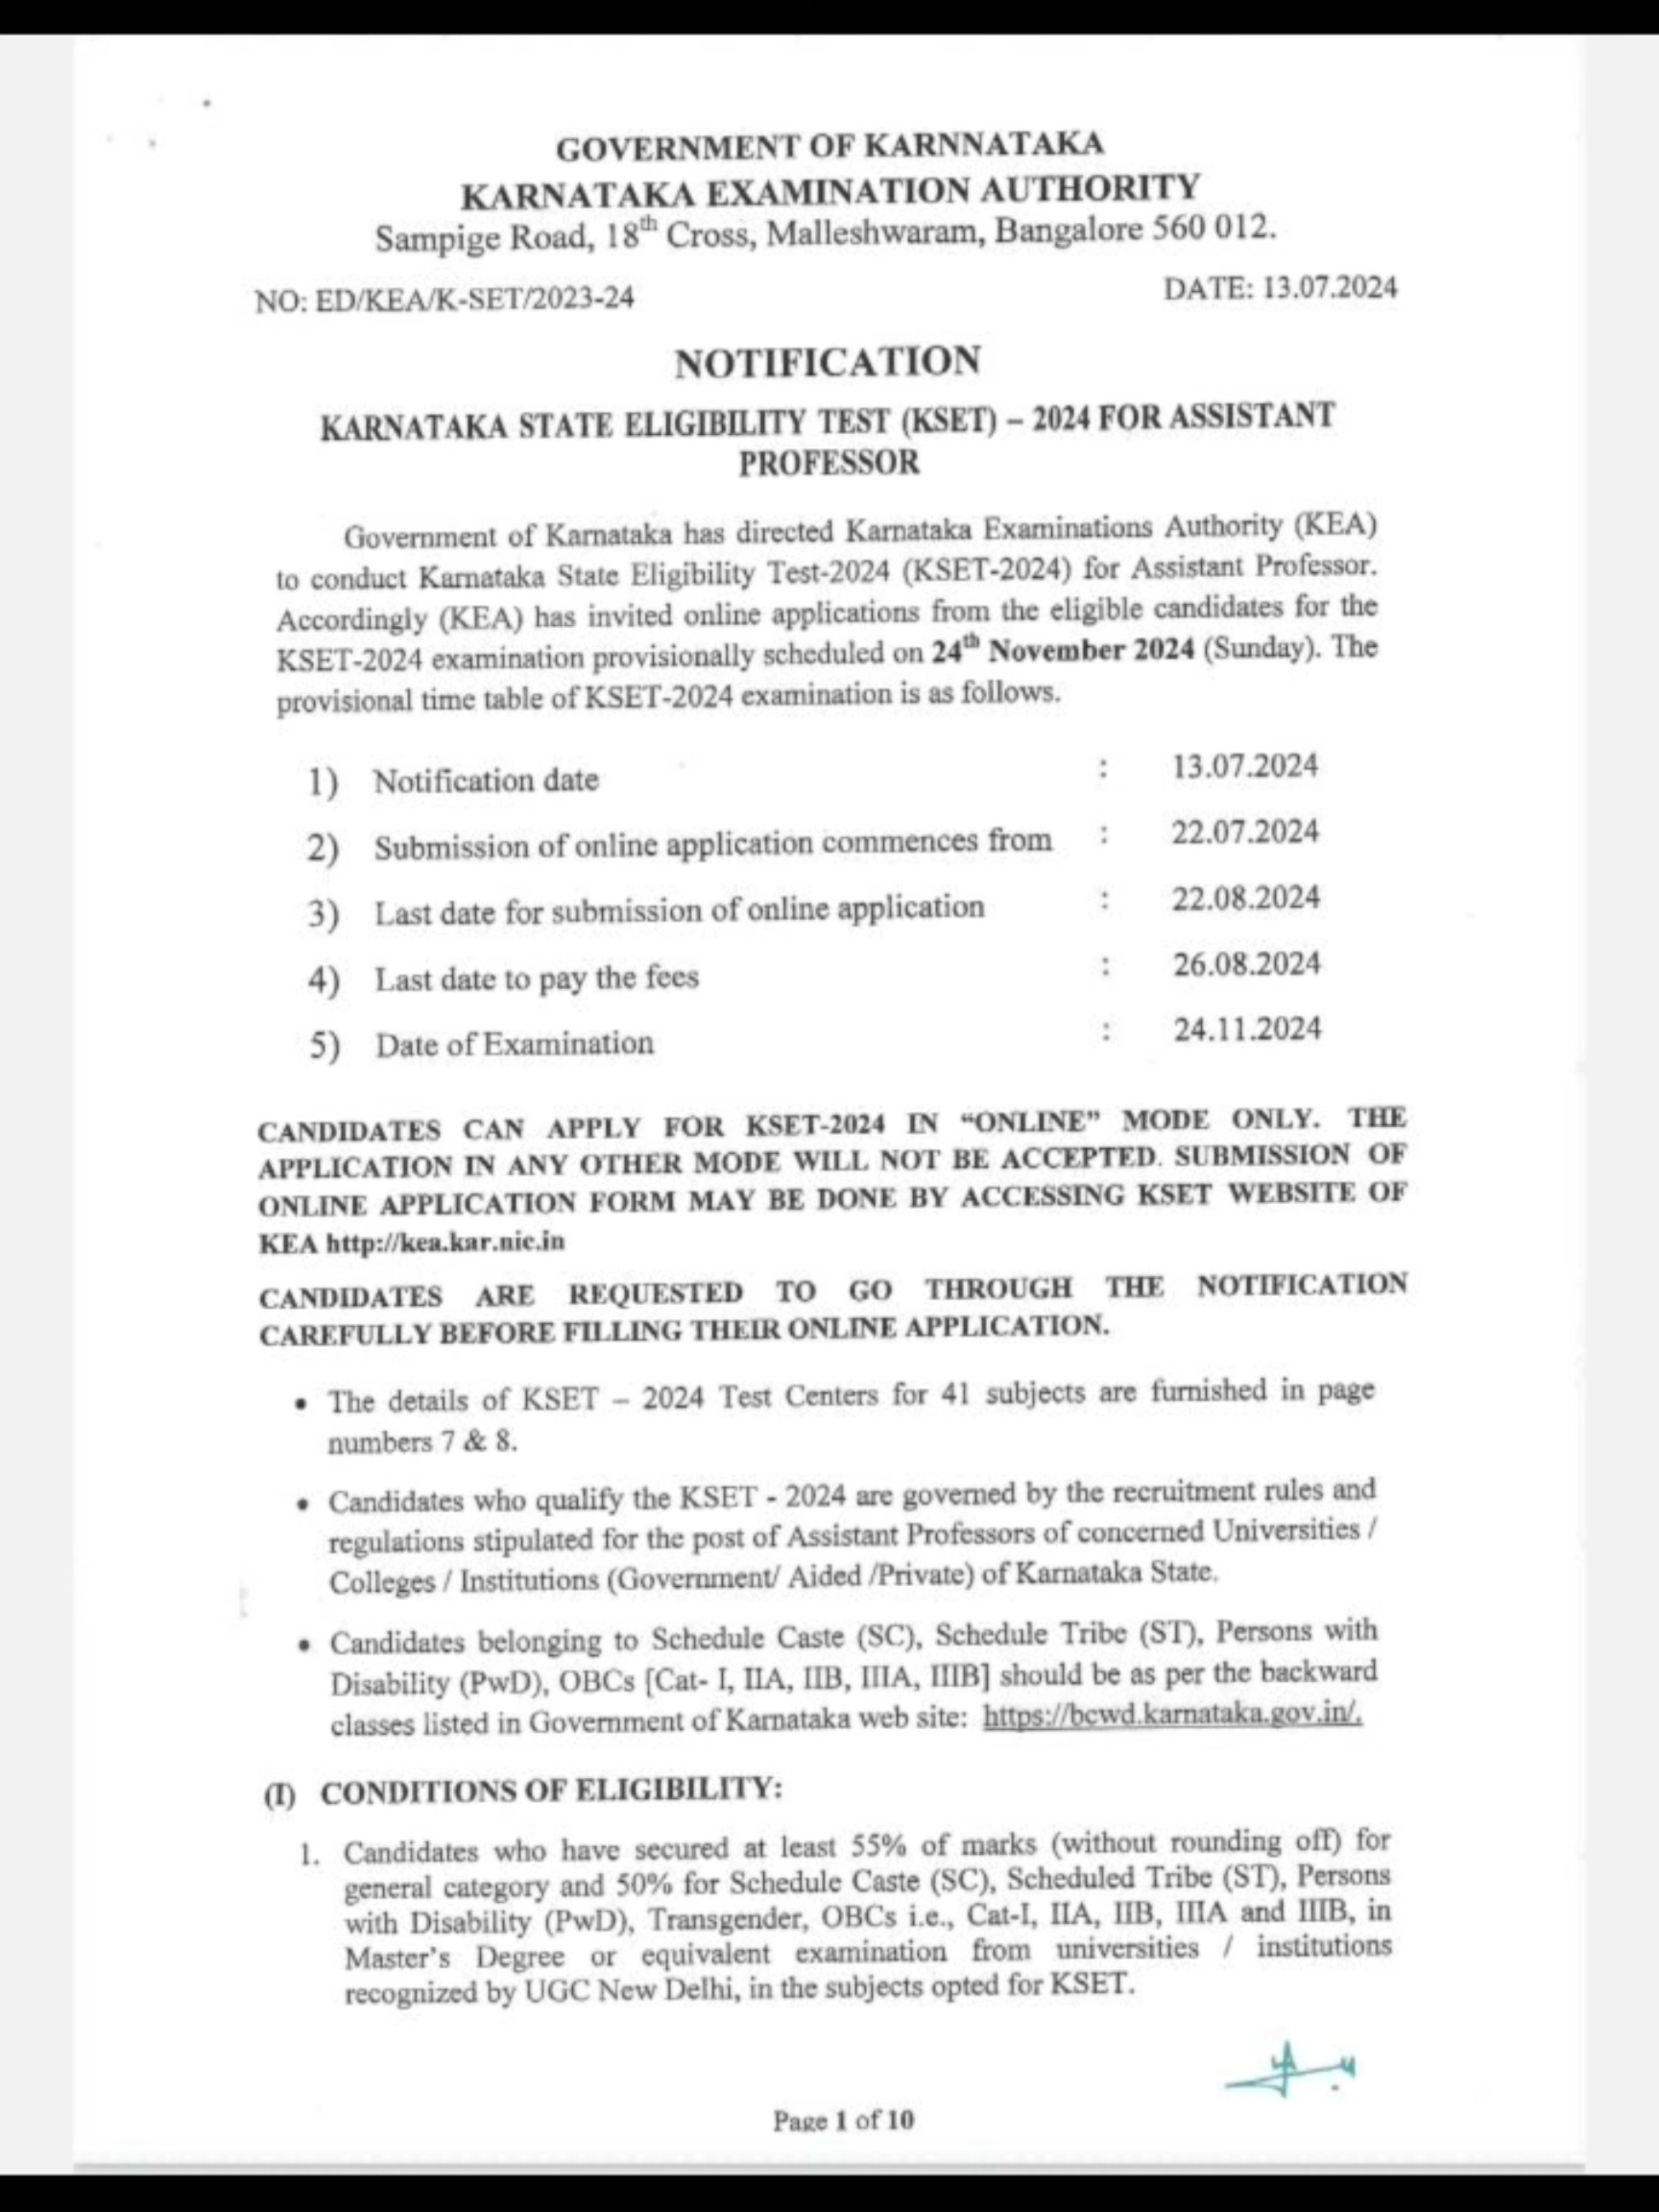 GOVERNMENT OF KARNNATAKA
KARNATAKA EXAMINATION AUTHORITY
Sampige Road, 18th Cross, Malleshwaram, Bangalore 560 012.
NO: ED/KEA/K-SET/2023-24 DATE: 13.07.2024
NOTIFICATION
KARNATAKA STATE ELIGIBILITY TEST (KSET) – 2024 FOR ASSISTANT
PROFESSOR
Government of Karnataka has directed Karnataka Examinations Authority (KEA)
to conduct Karnataka State Eligibility Test-2024 (KSET-2024) for Assistant Professor.
Accordingly (KEA) has invited online applications from the eligible candidates for the
KSET-2024 examination provisionally scheduled on 24th November 2024 (Sunday). The
provisional time table of KSET-2024 examination is as follows.
1) Notification date : 13.07.2024
2) Submission of online application commences from : 22.07.2024
3) Last date for submission of online application : 22.08.2024
4) Last date to pay the fees : 26.08.2024
5) Date of Examination : 24.11.2024
CANDIDATES CAN APPLY FOR KSET-2024 IN “ONLINE” MODE ONLY. THE
APPLICATION IN ANY OTHER MODE WILL NOT BE ACCEPTED. SUBMISSION OF
ONLINE APPLICATION FORM MAY BE DONE BY ACCESSING KSET WEBSITE OF
KEA http://kea.kar.nic.in
CANDIDATES ARE REQUESTED TO GO THROUGH THE NOTIFICATION
CAREFULLY BEFORE FILLING THEIR ONLINE APPLICATION.
• The details of KSET – 2024 Test Centers for 41 subjects are furnished in page
numbers 7 & 8.
• Candidates who qualify the KSET - 2024 are governed by the recruitment rules and
regulations stipulated for the post of Assistant Professors of concerned Universities /
Colleges / Institutions (Government/ Aided /Private) of Karnataka State.
• Candidates belonging to Schedule Caste (SC), Schedule Tribe (ST), Persons with
Disability (PwD), OBCs [Cat- I, IIA, IIB, IIIA, IIIB] should be as per the backward
classes listed in Government of Karnataka web site: https://bcwd.karnataka.gov.in/.
(I) CONDITIONS OF ELIGIBILITY:
1. Candidates who have secured at least 55% of marks (without rounding off) for
general category and 50% for Schedule Caste (SC), Scheduled Tribe (ST), Persons
with Disability (PwD), Transgender, OBCs i.e., Cat-I, IIA, IIB, IIIA and IIIB, in
Master’s Degree or equivalent examination from universities / institutions
recognized by UGC New Delhi, in the subjects opted for KSET.
Page 1 of 10